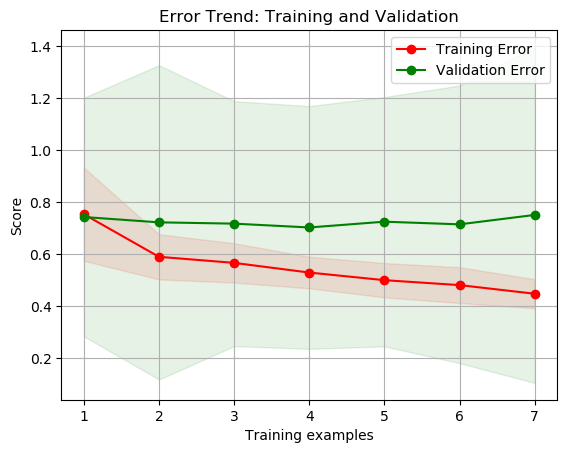 Error Trend: Training and Validation
Training Error
Validation Error
Score
1.4
1.2
1.0
0.8
0.6
0.4
0.2
1 2 3 4 5 6 7
Training examples